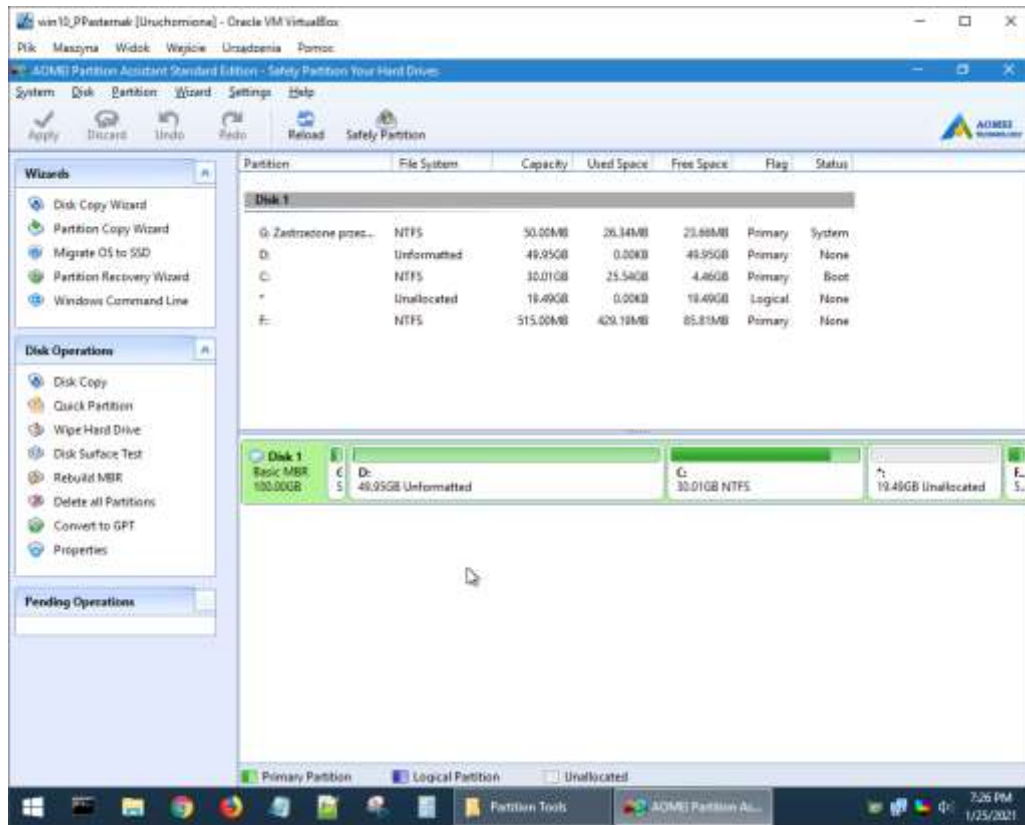 win10_PPasternak [Uruchomiona] - Oracle VM VirtualBox
Plik Maszyna Widok Wejście Urządzenia Pomoc
AOMEI Partition Assistant Standard Edition - Safety Partition Your Hard Drives
System Disk Partition Wizard Settings Help
Apply Discard Undo Redo Reload Safely Partition
AOMEI
Wizards
Disk Copy Wizard
Partition Copy Wizard
Migrate OS to SSD
Partition Recovery Wizard
Windows Command Line
Disk Operations
Disk Copy
Quick Partition
Wipe Hard Drive
Disk Surface Test
Rebuild MBR
Delete all Partitions
Convert to GPT
Properties
Pending Operations
Partition File System Capacity Used Space Free Space Flag Status
Disk 1
G: Zastrzeżone przes... NTFS 50.00MB 26.34MB 23.66MB Primary System
D: Unformatted 49.95GB 0.00KB 49.95GB Primary None
C: NTFS 30.01GB 25.54GB 4.46GB Primary Boot
* Unallocated 19.49GB 0.00KB 19.49GB Logical None
F: NTFS 515.00MB 429.19MB 85.81MB Primary None
Disk 1
Basic MBR
100.00GB
D:
49.95GB Unformatted
C:
30.01GB NTFS
*:
19.49GB Unallocated
F...
5...
Primary Partition Logical Partition Unallocated
Partition Tools AOMEI Partition As...
7:26 PM
1/25/2021